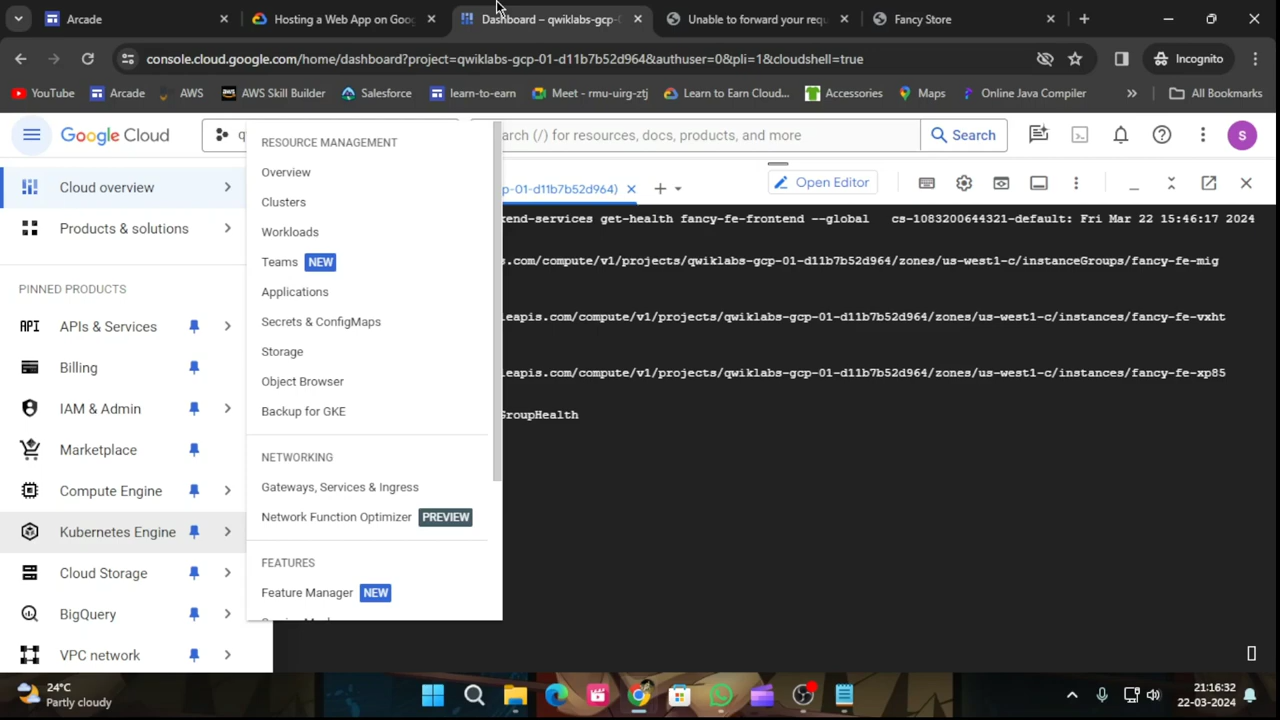 Arcade
Hosting a Web App on Goo
Dashboard – qwiklabs-gcp-
Unable to forward your requ
Fancy Store
console.cloud.google.com/home/dashboard?project=qwiklabs-gcp-01-d11b7b52d964&authuser=0&pli=1&cloudshell=true
Incognito
YouTube
Arcade
AWS
AWS Skill Builder
Salesforce
learn-to-earn
Meet - rmu-uirg-ztj
Learn to Earn Cloud...
Accessories
Maps
Online Java Compiler
All Bookmarks
Google Cloud
q
arch (/) for resources, docs, products, and more
Search
S
Cloud overview
Products & solutions
PINNED PRODUCTS
APIs & Services
Billing
IAM & Admin
Marketplace
Compute Engine
Kubernetes Engine
Cloud Storage
BigQuery
VPC network
RESOURCE MANAGEMENT
Overview
Clusters
Workloads
Teams NEW
Applications
Secrets & ConfigMaps
Storage
Object Browser
Backup for GKE
NETWORKING
Gateways, Services & Ingress
Network Function Optimizer PREVIEW
FEATURES
Feature Manager NEW
p-01-d11b7b52d964)
Open Editor
end-services get-health fancy-fe-frontend --global cs-1083200644321-default: Fri Mar 22 15:46:17 2024
s.com/compute/v1/projects/qwiklabs-gcp-01-d11b7b52d964/zones/us-west1-c/instanceGroups/fancy-fe-mig
eapis.com/compute/v1/projects/qwiklabs-gcp-01-d11b7b52d964/zones/us-west1-c/instances/fancy-fe-vxht
eapis.com/compute/v1/projects/qwiklabs-gcp-01-d11b7b52d964/zones/us-west1-c/instances/fancy-fe-xp85
GroupHealth
24°C
Partly cloudy
21:16:32
22-03-2024